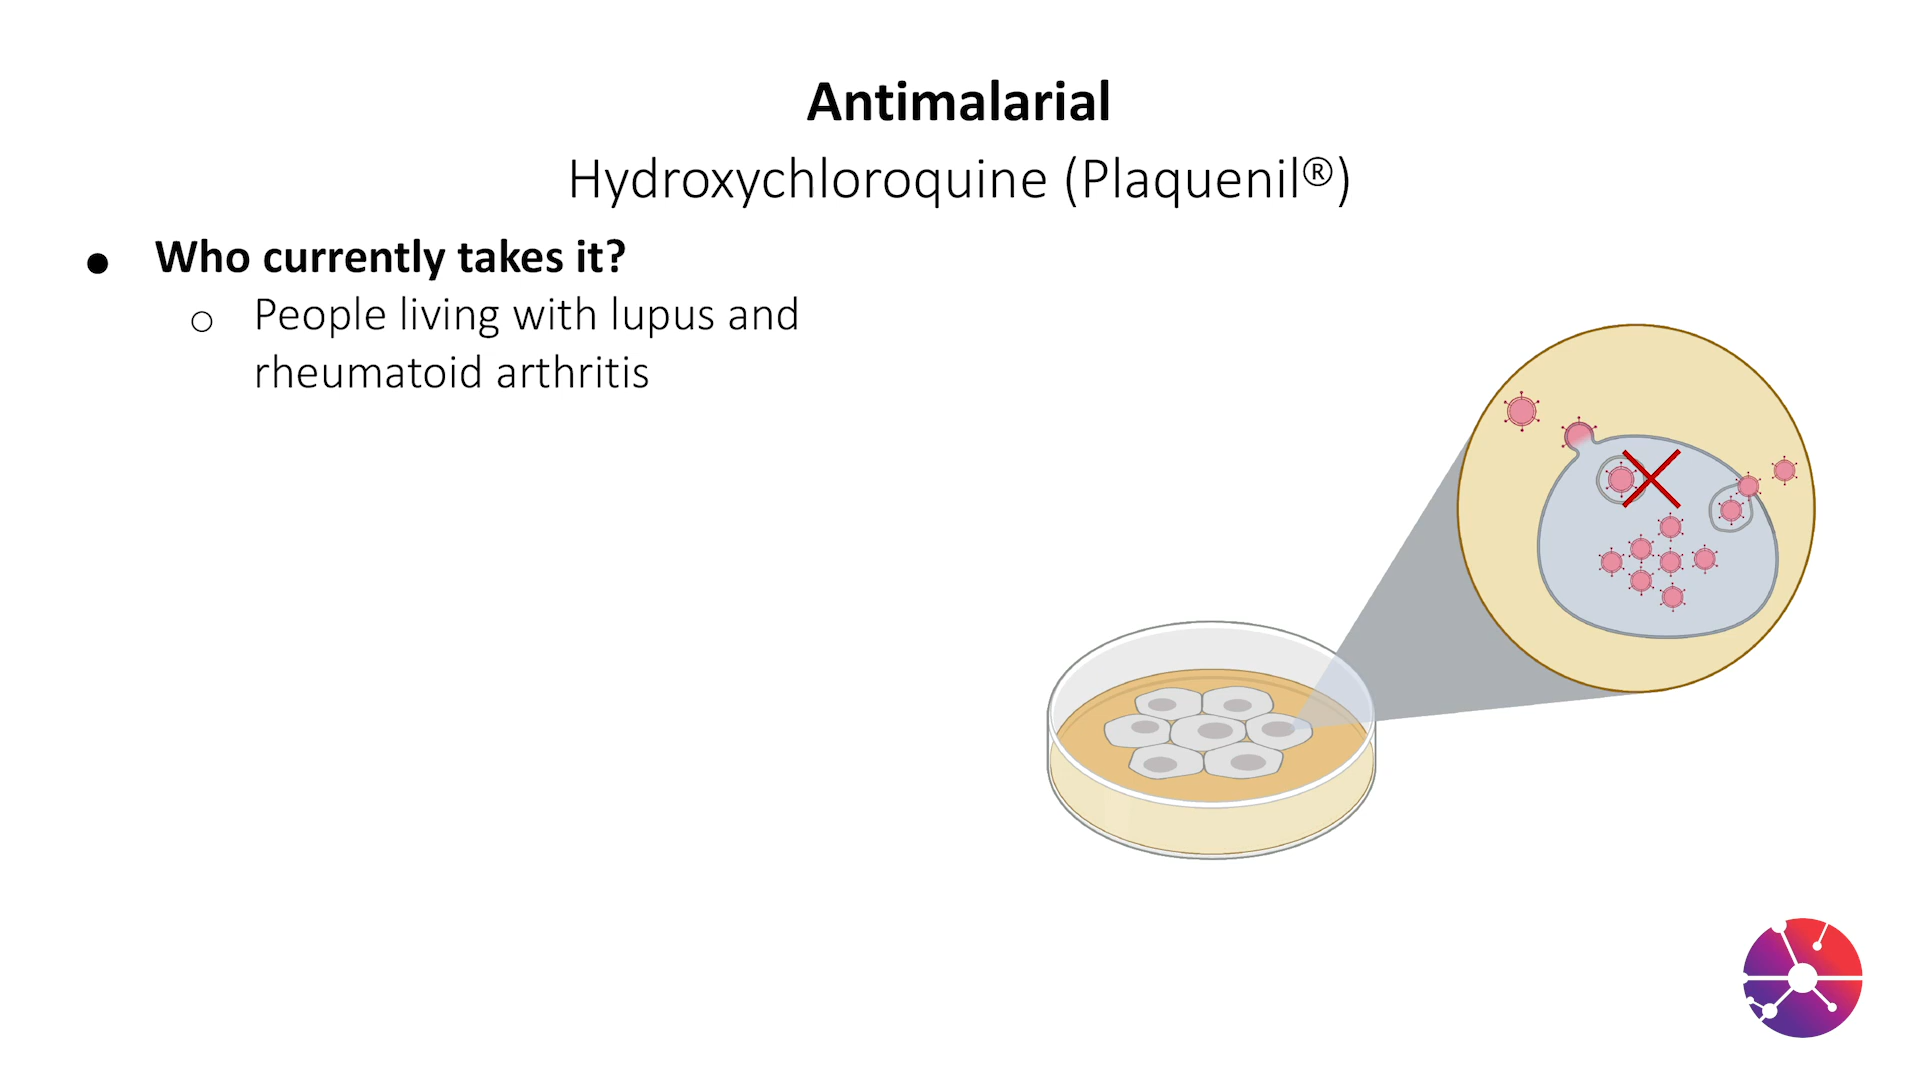 Antimalarial
Hydroxychloroquine (Plaquenil®)
● Who currently takes it?
○ People living with lupus and
rheumatoid arthritis